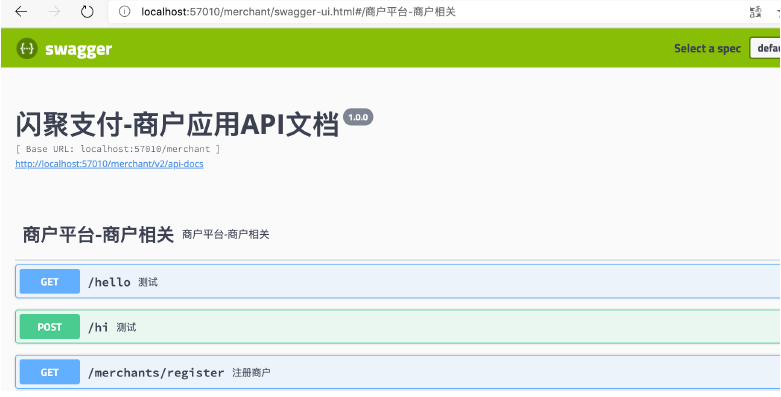 localhost:57010/merchant/swagger-ui.html#/商户平台-商户相关
swagger
Select a spec
defau
闪聚支付-商户应用API文档 1.0.0
[ Base URL: localhost:57010/merchant ]
http://localhost:57010/merchant/v2/api-docs
商户平台-商户相关 商户平台-商户相关
GET /hello 测试
POST /hi 测试
GET /merchants/register 注册商户